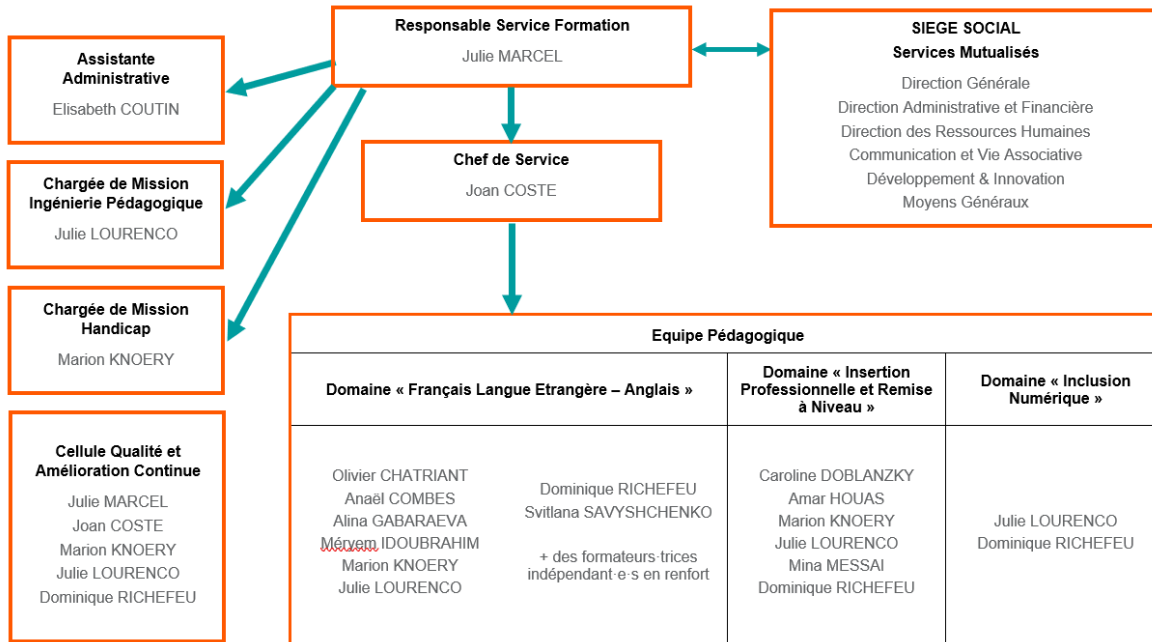 Responsable Service Formation
Julie MARCEL
SIEGE SOCIAL
Services Mutualisés
Direction Générale
Direction Administrative et Financière
Direction des Ressources Humaines
Communication et Vie Associative
Développement & Innovation
Moyens Généraux
Assistante
Administrative
Elisabeth COUTIN
Chef de Service
Joan COSTE
Chargée de Mission
Ingénierie Pédagogique
Julie LOURENCO
Chargée de Mission
Handicap
Marion KNOERY
Cellule Qualité et
Amélioration Continue
Julie MARCEL
Joan COSTE
Marion KNOERY
Julie LOURENCO
Dominique RICHEFEU
Equipe Pédagogique
Domaine « Français Langue Etrangère – Anglais »
Olivier CHATRIANT
Anaël COMBES
Alina GABARAEVA
Méryem IDOUBRAHIM
Marion KNOERY
Julie LOURENCO
Dominique RICHEFEU
Svitlana SAVYSHCHENKO
+ des formateurs·trices
indépendant·e·s en renfort
Domaine « Insertion
Professionnelle et Remise
à Niveau »
Caroline DOBLANZKY
Amar HOUAS
Marion KNOERY
Julie LOURENCO
Mina MESSAI
Dominique RICHEFEU
Domaine « Inclusion
Numérique »
Julie LOURENCO
Dominique RICHEFEU